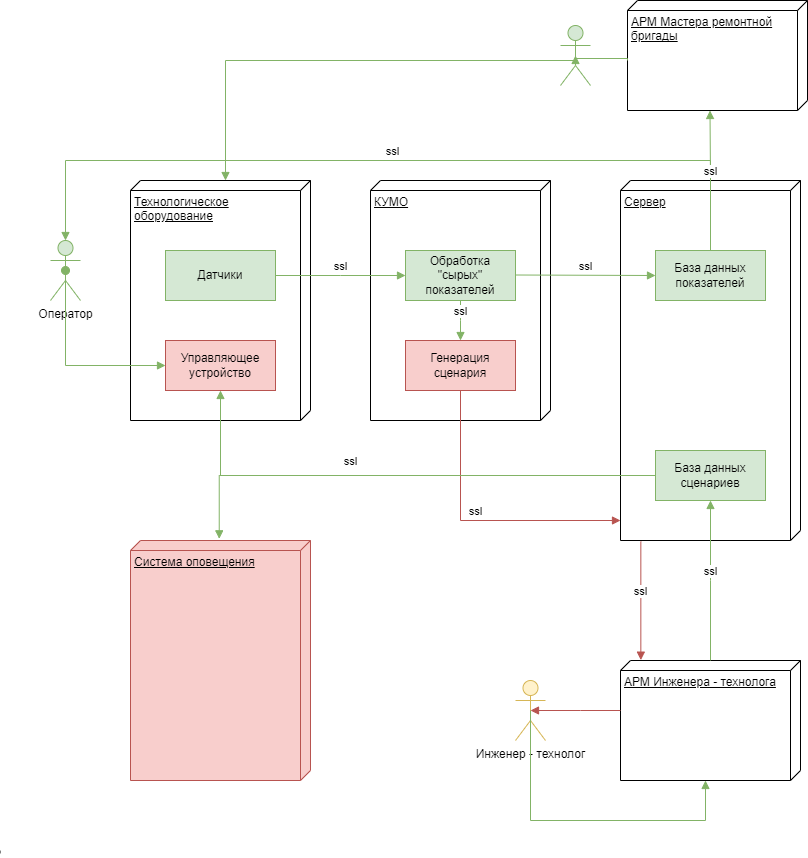 АРМ Мастера ремонтной
бригады
ssl
ssl
Технологическое
оборудование
КУМО
Сервер
Датчики
ssl
Обработка
"сырых"
показателей
ssl
База данных
показателей
ssl
Оператор
Управляющее
устройство
Генерация
сценария
ssl
База данных
сценариев
ssl
Система оповещения
ssl
ssl
АРМ Инженера - технолога
Инженер - технолог